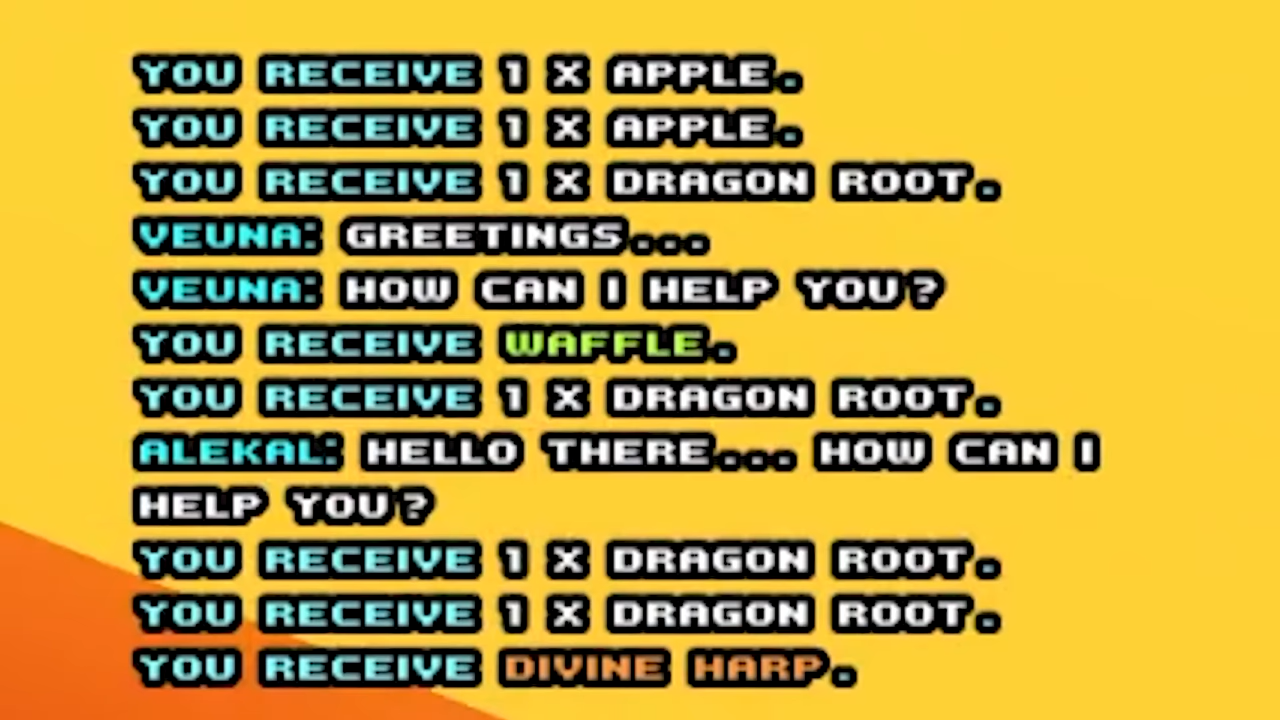 YOU RECEIVE 1 X APPLE.
YOU RECEIVE 1 X APPLE.
YOU RECEIVE 1 X DRAGON ROOT.
VEUNA: GREETINGS...
VEUNA: HOW CAN I HELP YOU?
YOU RECEIVE WAFFLE.
YOU RECEIVE 1 X DRAGON ROOT.
ALEKAL: HELLO THERE... HOW CAN I
HELP YOU?
YOU RECEIVE 1 X DRAGON ROOT.
YOU RECEIVE 1 X DRAGON ROOT.
YOU RECEIVE DIVINE HARP.